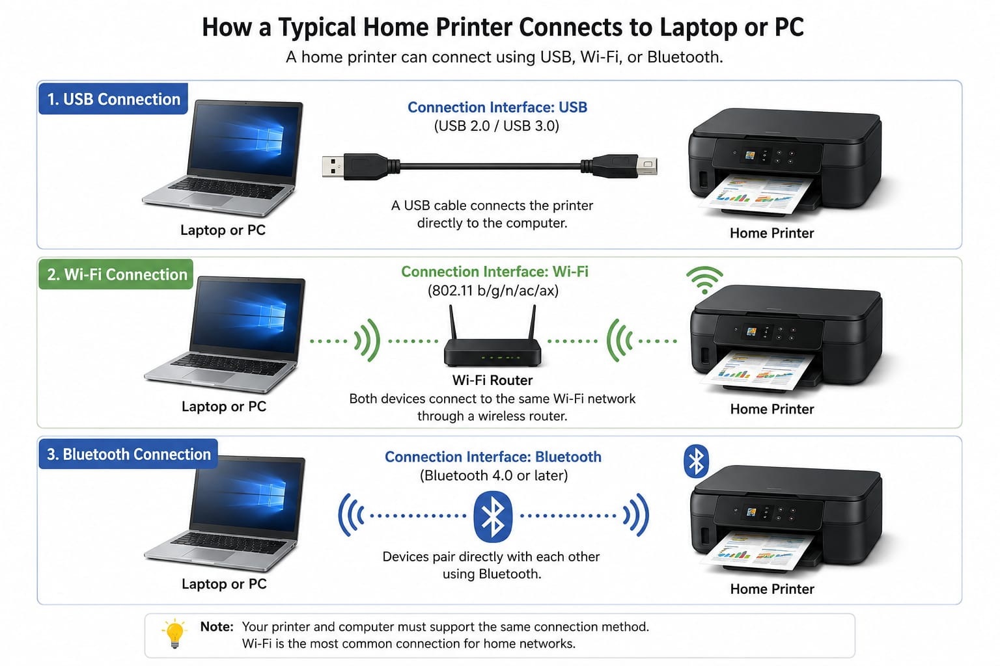 How a Typical Home Printer Connects to Laptop or PC
A home printer can connect using USB, Wi-Fi, or Bluetooth.
1. USB Connection
Connection Interface: USB
(USB 2.0 / USB 3.0)
A USB cable connects the printer
directly to the computer.
Laptop or PC
Home Printer
2. Wi-Fi Connection
Connection Interface: Wi-Fi
(802.11 b/g/n/ac/ax)
Wi-Fi Router
Both devices connect to the same Wi-Fi network
through a wireless router.
Laptop or PC
Home Printer
3. Bluetooth Connection
Connection Interface: Bluetooth
(Bluetooth 4.0 or later)
Devices pair directly with each other
using Bluetooth.
Laptop or PC
Home Printer
Note: Your printer and computer must support the same connection method.
Wi-Fi is the most common connection for home networks.